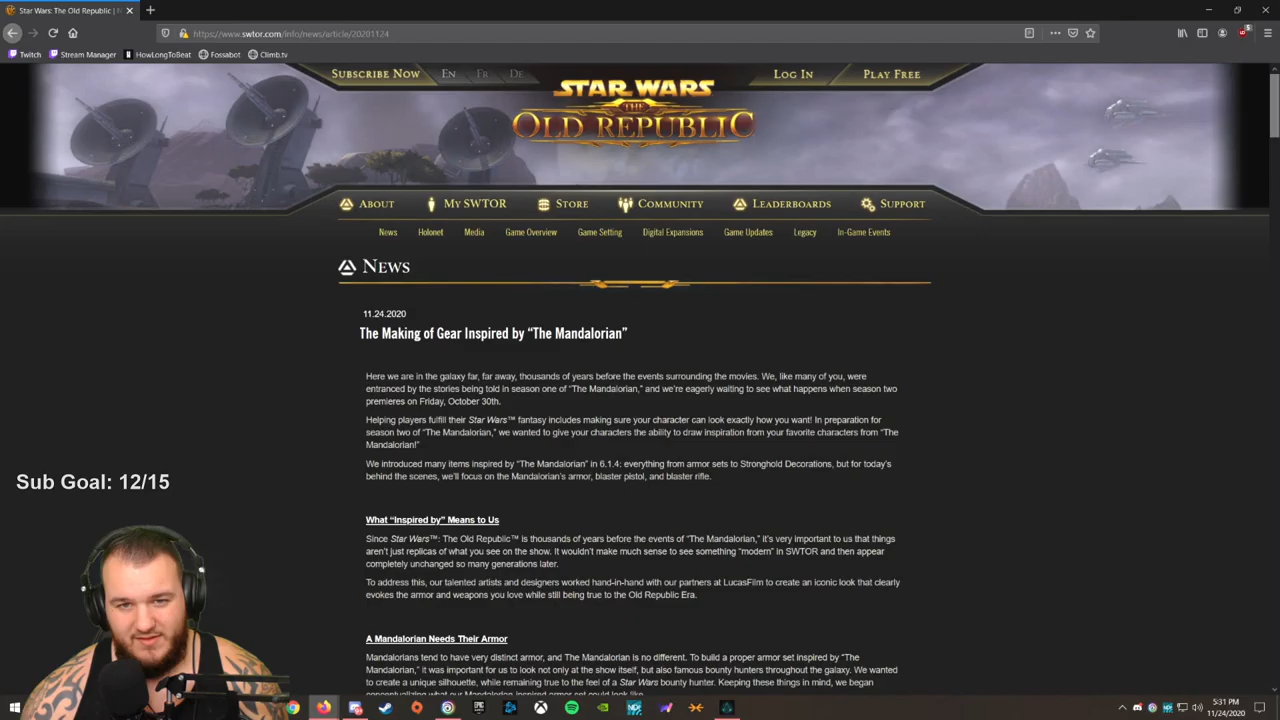 Star Wars: The Old Republic |
https://www.swtor.com/info/news/article/20201124
Twitch Stream Manager HowLongToBeat Fossabot Climb.tv
SUBSCRIBE NOW EN FR DE LOG IN PLAY FREE
STAR WARS
THE
OLD REPUBLIC
ABOUT MY SWTOR STORE COMMUNITY LEADERBOARDS SUPPORT
News Holonet Media Game Overview Game Setting Digital Expansions Game Updates Legacy In-Game Events
NEWS
11.24.2020
The Making of Gear Inspired by “The Mandalorian”
Here we are in the galaxy far, far away, thousands of years before the events surrounding the movies. We, like many of you, were
entranced by the stories being told in season one of “The Mandalorian,” and we’re eagerly waiting to see what happens when season two
premieres on Friday, October 30th.
Helping players fulfill their Star Wars™ fantasy includes making sure your character can look exactly how you want! In preparation for
season two of “The Mandalorian,” we wanted to give your characters the ability to draw inspiration from your favorite characters from “The
Mandalorian!”
We introduced many items inspired by “The Mandalorian” in 6.1.4: everything from armor sets to Stronghold Decorations, but for today’s
behind the scenes, we’ll focus on the Mandalorian’s armor, blaster pistol, and blaster rifle.
What “Inspired by” Means to Us
Since Star Wars™: The Old Republic™ is thousands of years before the events of “The Mandalorian,” it’s very important to us that things
aren’t just replicas of what you see on the show. It wouldn’t make much sense to see something “modern” in SWTOR and then appear
completely unchanged so many generations later.
To address this, our talented artists and designers worked hand-in-hand with our partners at LucasFilm to create an iconic look that clearly
evokes the armor and weapons you love while still being true to the Old Republic Era.
A Mandalorian Needs Their Armor
Mandalorians tend to have very distinct armor, and The Mandalorian is no different. To build a proper armor set inspired by “The
Mandalorian,” it was important for us to look not only at the show itself, but also famous bounty hunters throughout the galaxy. We wanted
to create a unique silhouette, while remaining true to the feel of a Star Wars bounty hunter. Keeping these things in mind, we began
conceptualizing what our Mandalorian inspired armor set could look like.
Sub Goal: 12/15
5:31 PM
11/24/2020